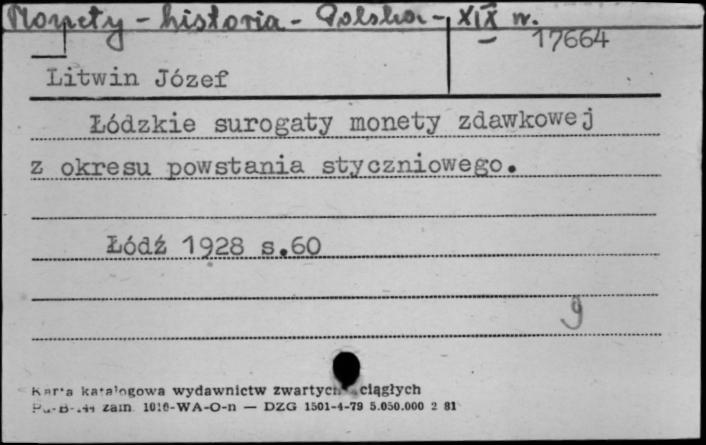 Monety - historia - Polska - XIX w.
17664
Litwin Józef
Łódzkie surogaty monety zdawkowej
z okresu powstania styczniowego.
Łódź 1928 s.60
9
Karta katalogowa wydawnictw zwartych ciągłych
zam. 1010-WA-O-n — DZG 1501-4-79 5.050.000 2 81